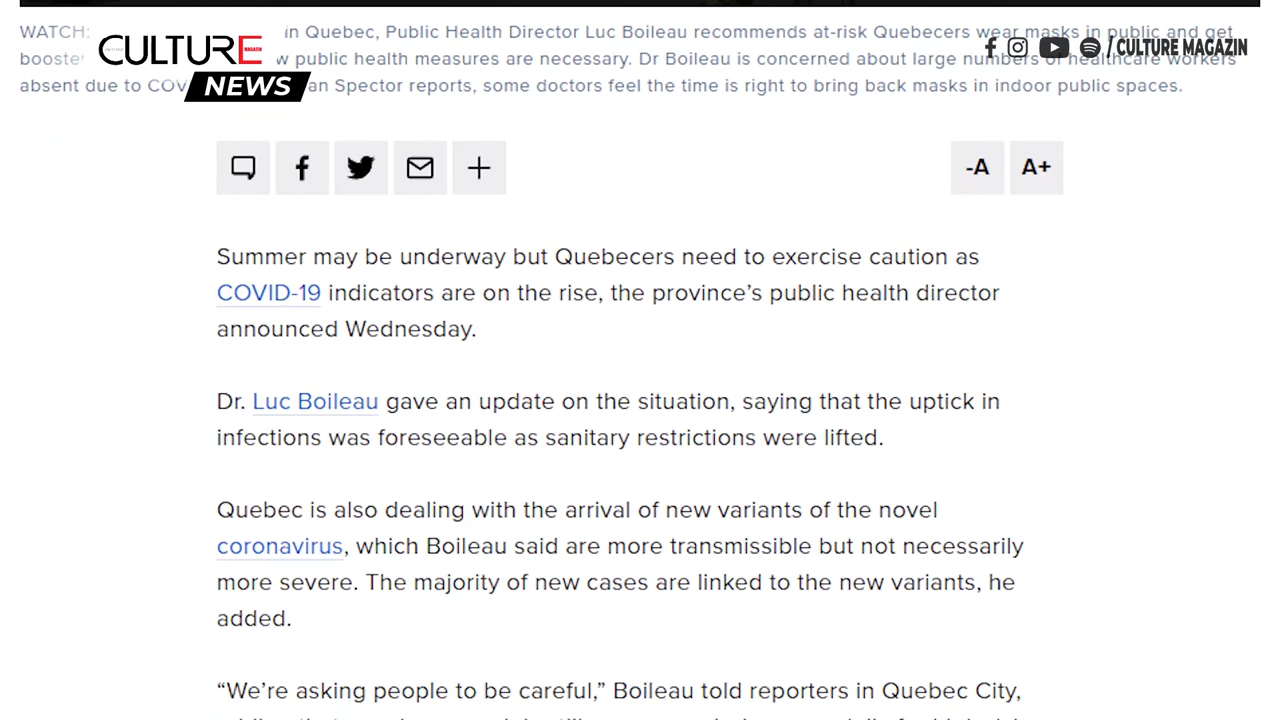 WATCH: in Quebec, Public Health Director Luc Boileau recommends at-risk Quebecers wear masks in public and get
booste w public health measures are necessary. Dr Boileau is concerned about large numbers of healthcare workers
absent due to COV an Spector reports, some doctors feel the time is right to bring back masks in indoor public spaces.
CULTURE
MAGAZIN
NEWS
/ CULTURE MAGAZIN
-A A+
Summer may be underway but Quebecers need to exercise caution as
COVID-19 indicators are on the rise, the province's public health director
announced Wednesday.
Dr. Luc Boileau gave an update on the situation, saying that the uptick in
infections was foreseeable as sanitary restrictions were lifted.
Quebec is also dealing with the arrival of new variants of the novel
coronavirus, which Boileau said are more transmissible but not necessarily
more severe. The majority of new cases are linked to the new variants, he
added.
“We're asking people to be careful,” Boileau told reporters in Quebec City,